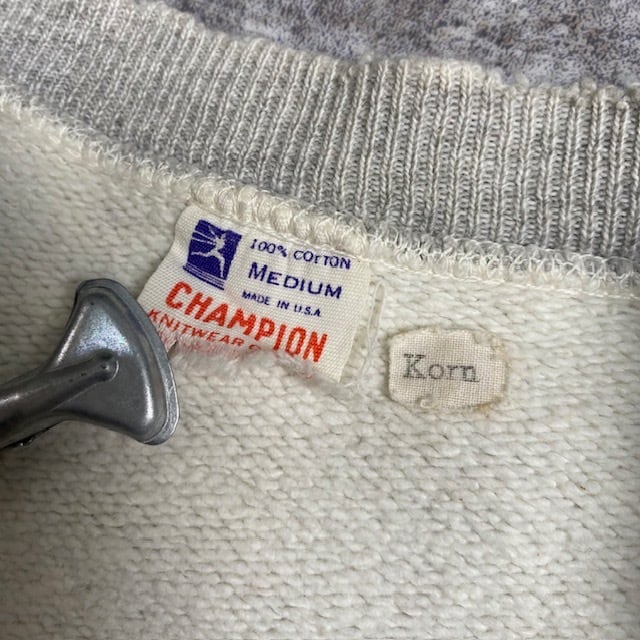 100% COTTON
MEDIUM
MADE IN U.S.A
CHAMPION
KNITWEAR
Korn